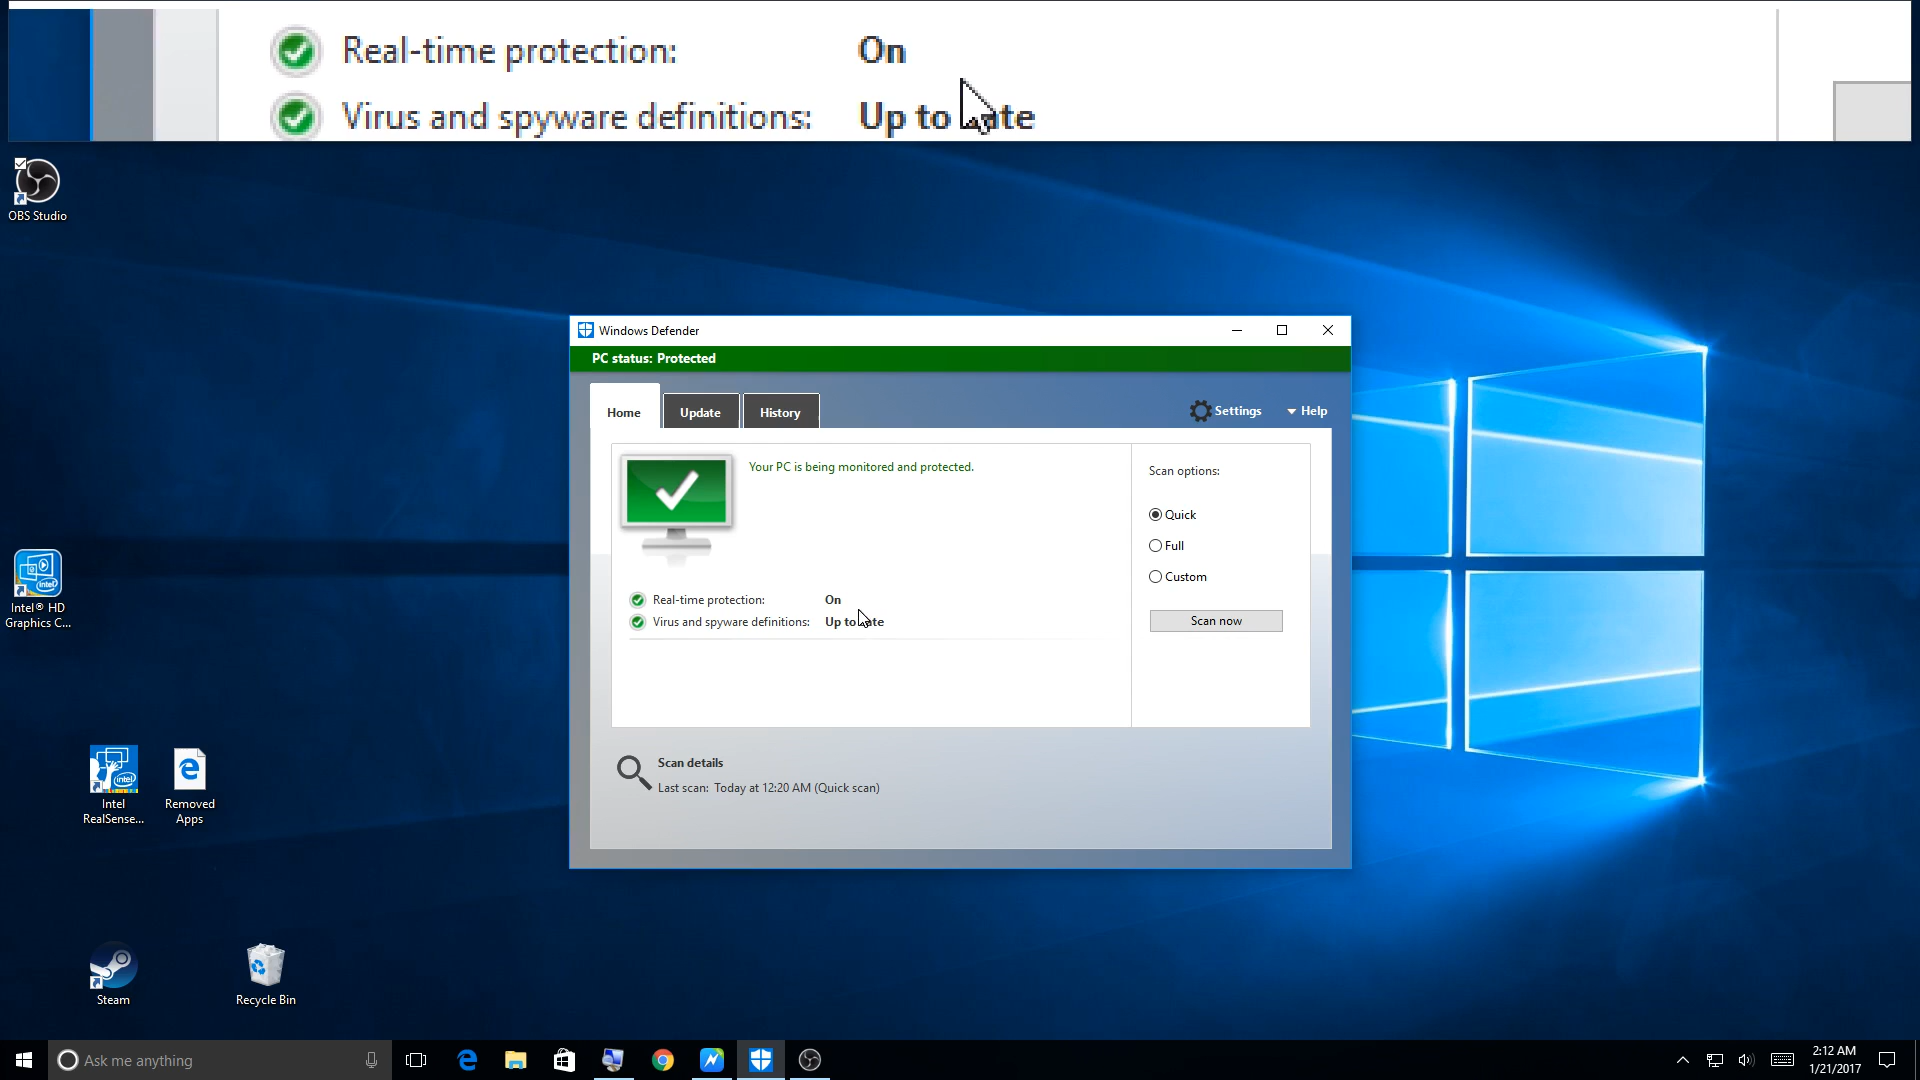 Real-time protection: On
Virus and spyware definitions: Up to ate
OBS Studio
Windows Defender
PC status: Protected
Home Update History Settings Help
Your PC is being monitored and protected.
Scan options:
Quick
Full
Custom
Real-time protection: On
Virus and spyware definitions: Up to ate
Scan now
Scan details
Last scan: Today at 12:20 AM (Quick scan)
Intel® HD
Graphics C...
intel
Intel
RealSense...
Removed
Apps
Steam
Recycle Bin
Ask me anything
2:12 AM
1/21/2017